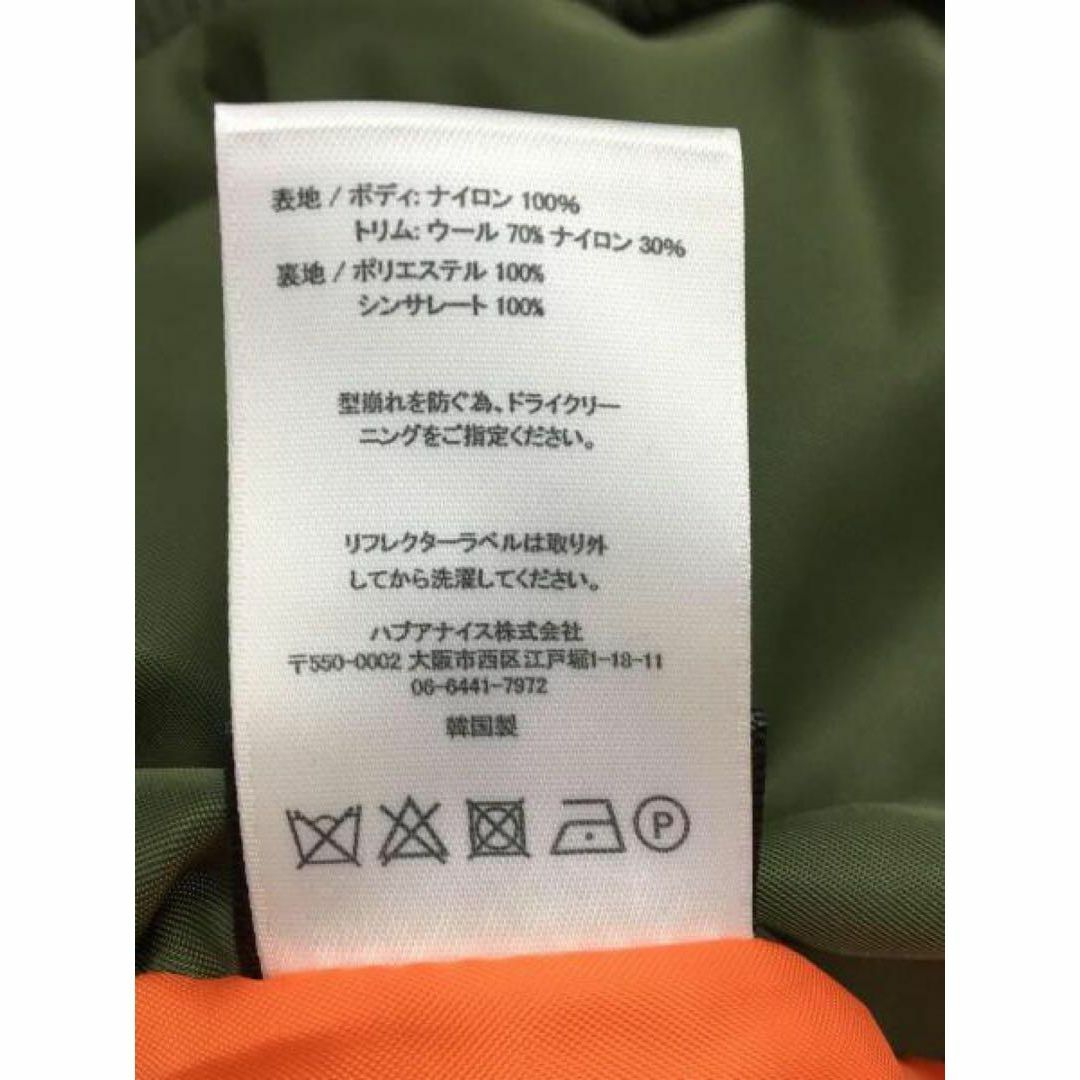 表地 / ボディ: ナイロン 100%
トリム: ウール 70% ナイロン 30%
裏地 / ポリエステル 100%
シンサレート 100%
型崩れを防ぐ為、ドライクリー
ニングをご指定ください。
リフレクターラベルは取り外
してから洗濯してください。
ハブアナイス株式会社
〒550-0002 大阪市西区江戸堀1-18-11
06-6441-7972
韓国製
P